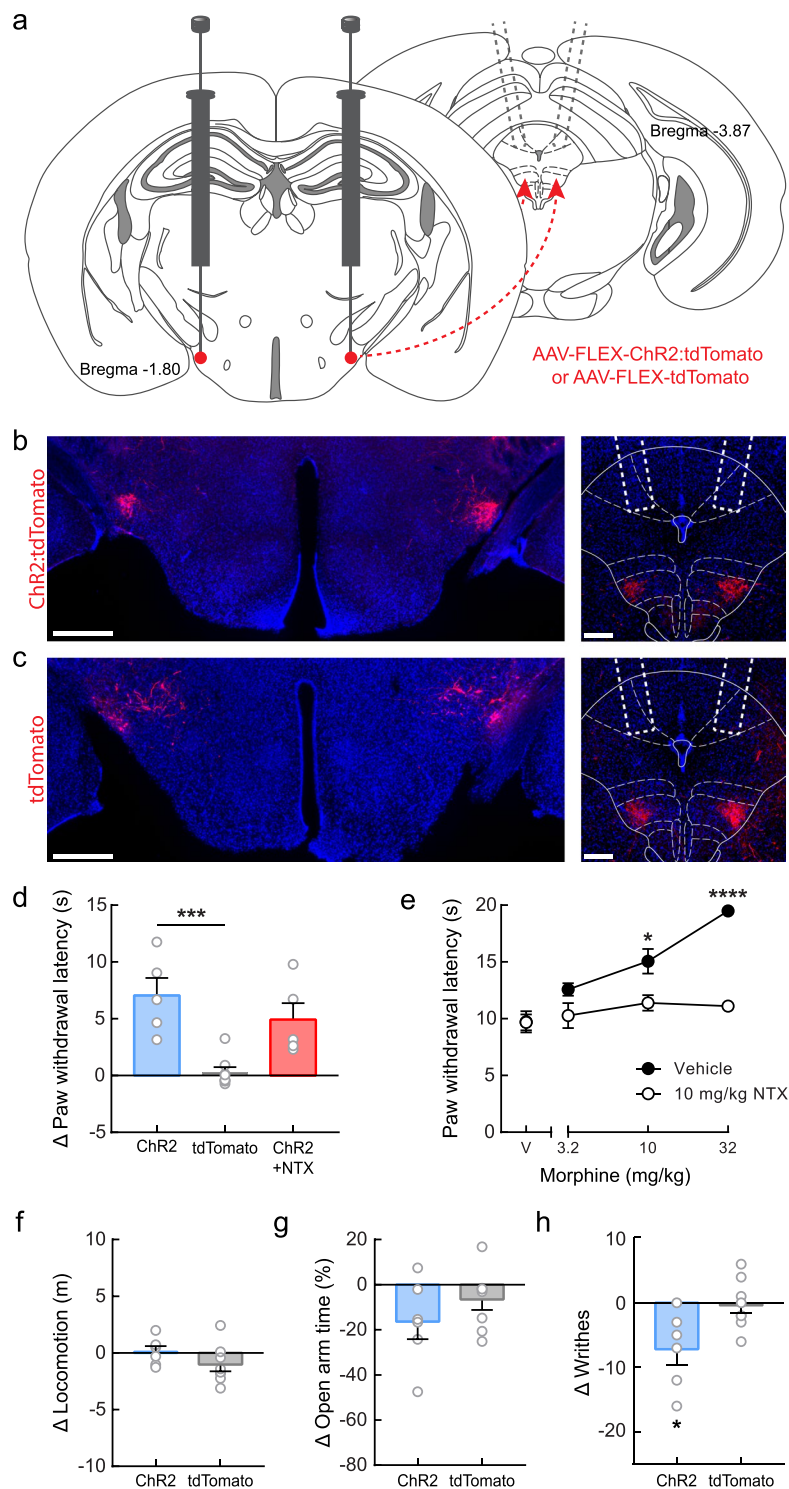 a
Bregma -3.87
Bregma -1.80
AAV-FLEX-ChR2:tdTomato
or AAV-FLEX-tdTomato
b
ChR2:tdTomato
c
tdTomato
d
Δ Paw withdrawal latency (s)
15
10
5
0
-5
***
ChR2
tdTomato
ChR2
+NTX
e
Paw withdrawal latency (s)
20
15
10
5
0
*
****
Vehicle
10 mg/kg NTX
V
3.2
10
32
Morphine (mg/kg)
f
Δ Locomotion (m)
10
5
0
-5
-10
ChR2
tdTomato
g
Δ Open arm time (%)
20
0
-20
-40
-60
-80
ChR2
tdTomato
h
Δ Writhes
10
0
-10
-20
*
ChR2
tdTomato